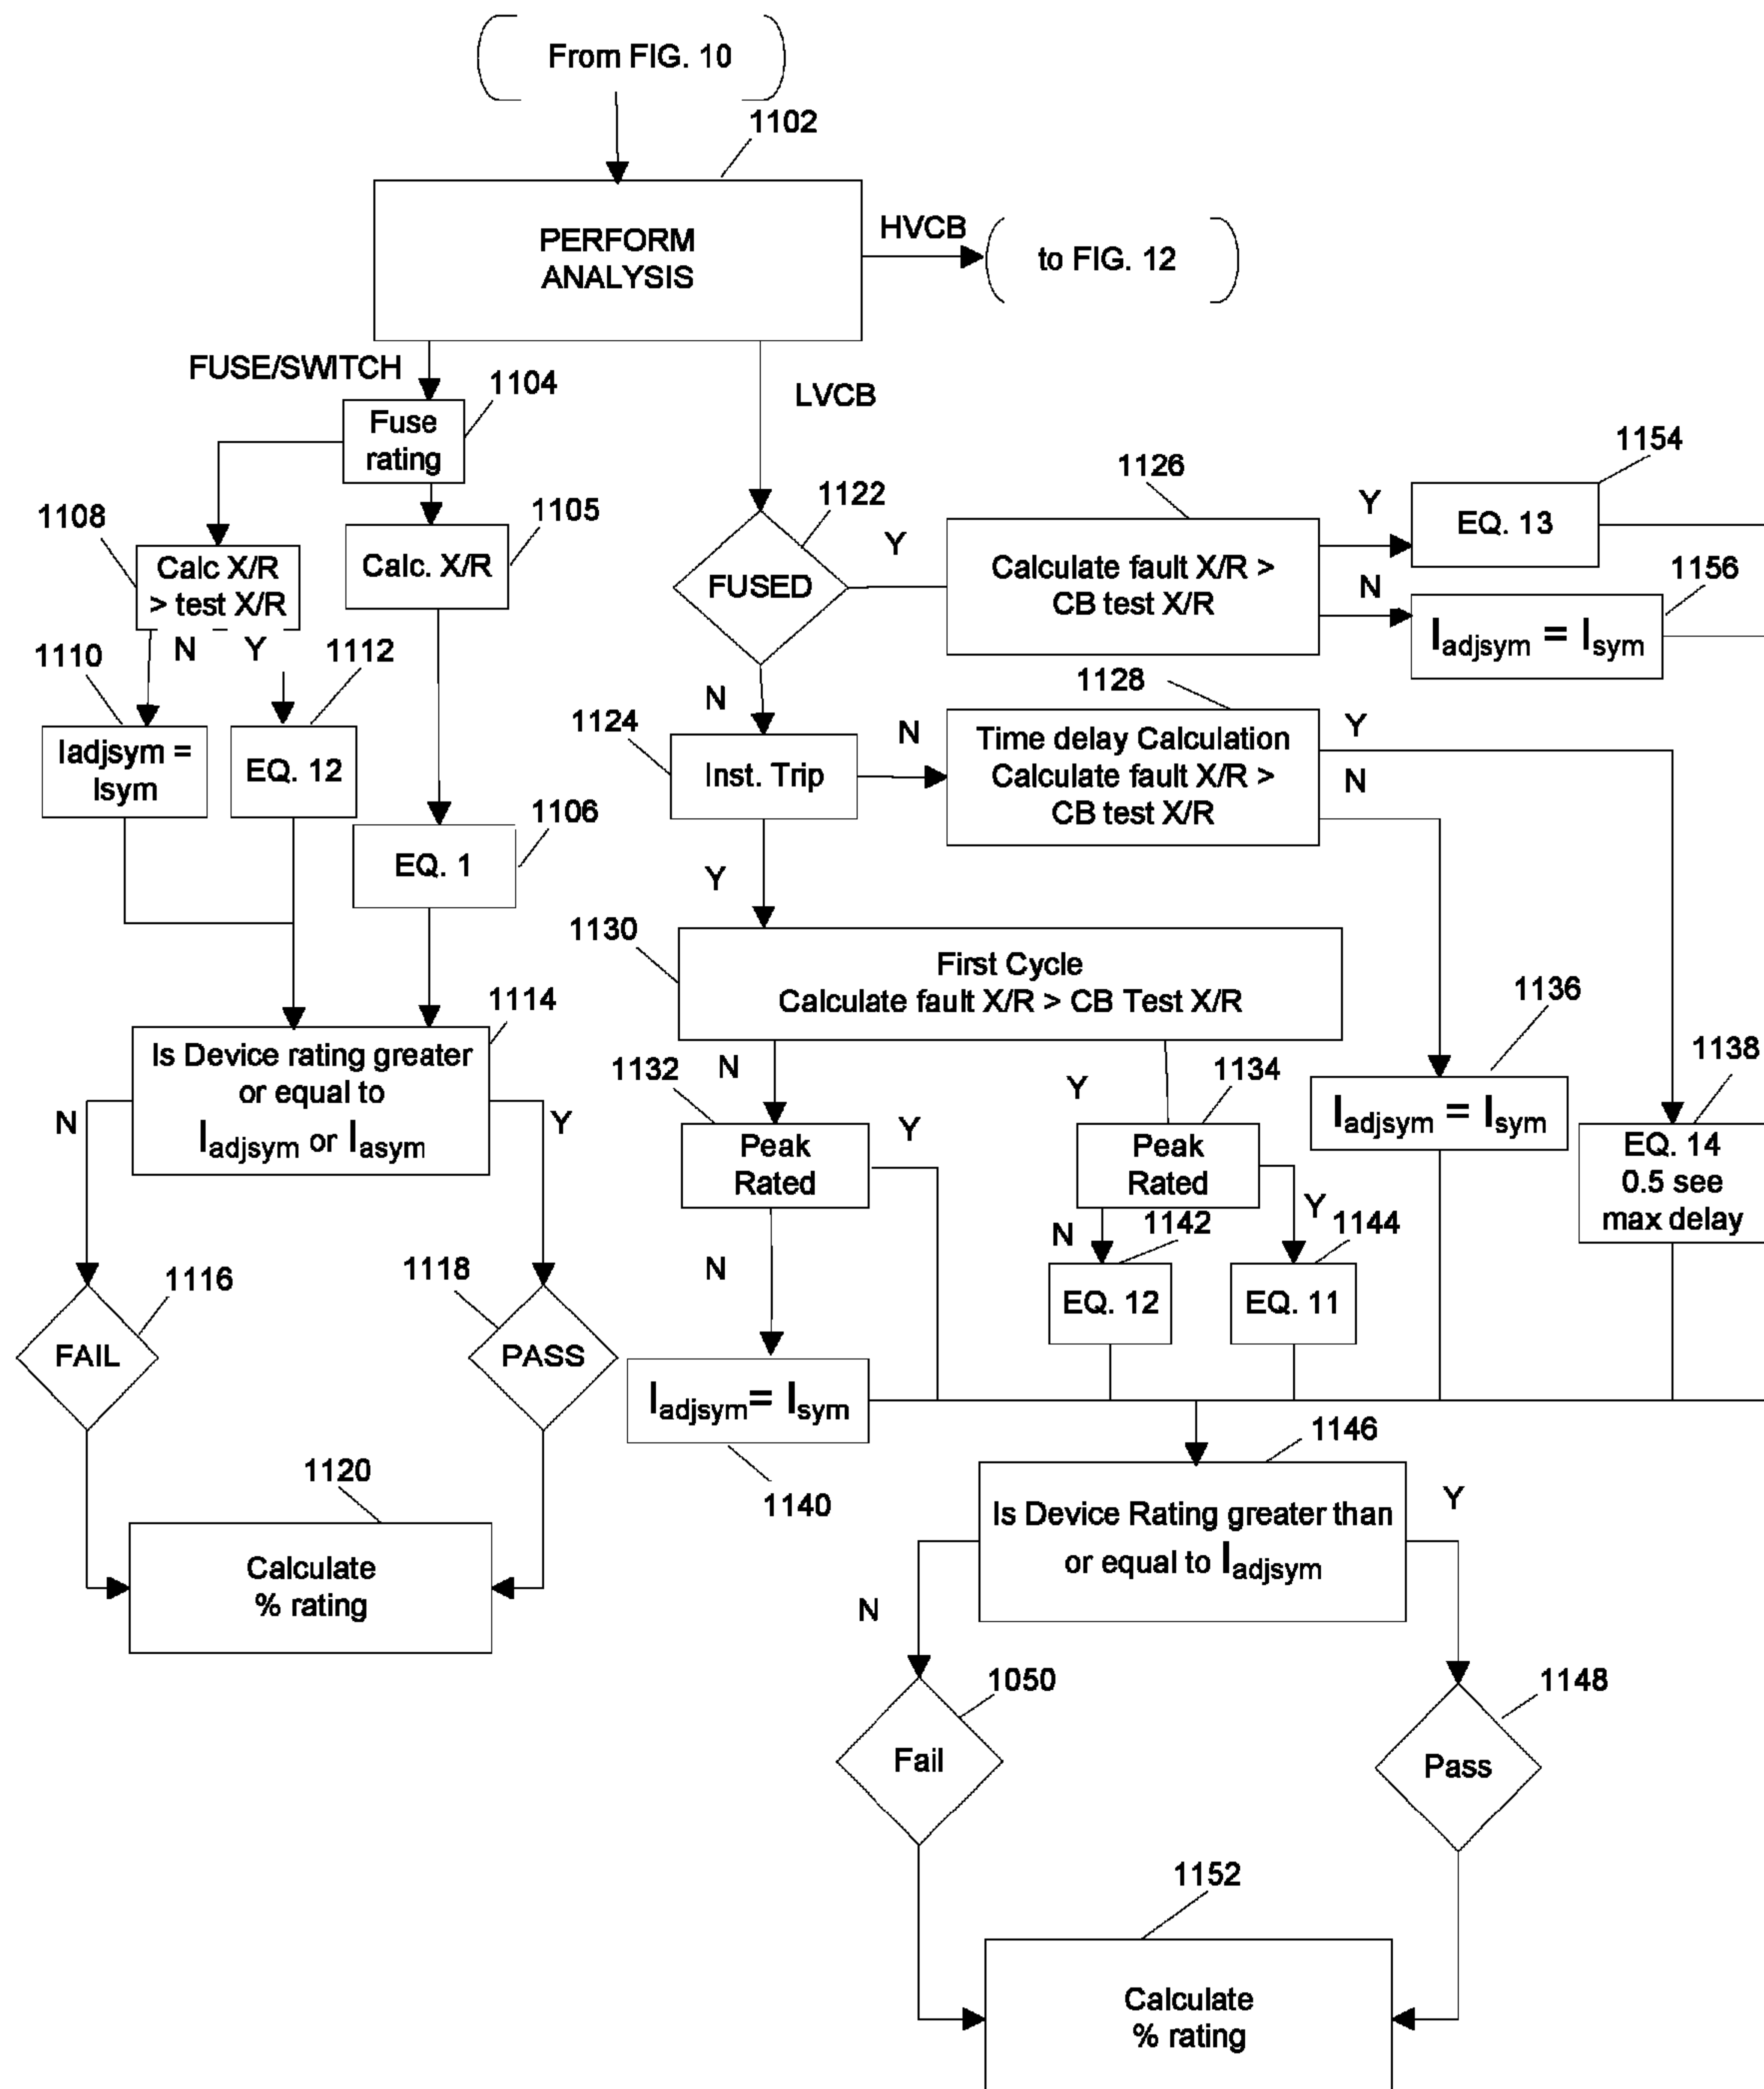 From FIG. 10
1102
PERFORM
ANALYSIS
HVCB
to FIG. 12
FUSE/SWITCH
1104
Fuse
rating
LVCB
1108
Calc X/R
> test X/R
1105
Calc. X/R
1122
FUSED
Y
1126
Calculate fault X/R >
CB test X/R
Y
1154
EQ. 13
N
1156
Iadjsym = Isym
N
Y
1110
Iadjsym =
Isym
1112
EQ. 12
1106
EQ. 1
N
1124
Inst. Trip
N
1128
Time delay Calculation
Calculate fault X/R >
CB test X/R
Y
N
Y
1130
First Cycle
Calculate fault X/R > CB Test X/R
1114
Is Device rating greater
or equal to
Iadjsym or Iasym
N
Y
N
1132
Peak
Rated
Y
Y
1134
Peak
Rated
1136
Iadjsym = Isym
1138
EQ. 14
0.5 see
max delay
N
1142
EQ. 12
Y
1144
EQ. 11
1116
FAIL
1118
PASS
N
Iadjsym= Isym
1140
1120
Calculate
% rating
1146
Is Device Rating greater than
or equal to Iadjsym
Y
N
1050
Fail
1148
Pass
1152
Calculate
% rating